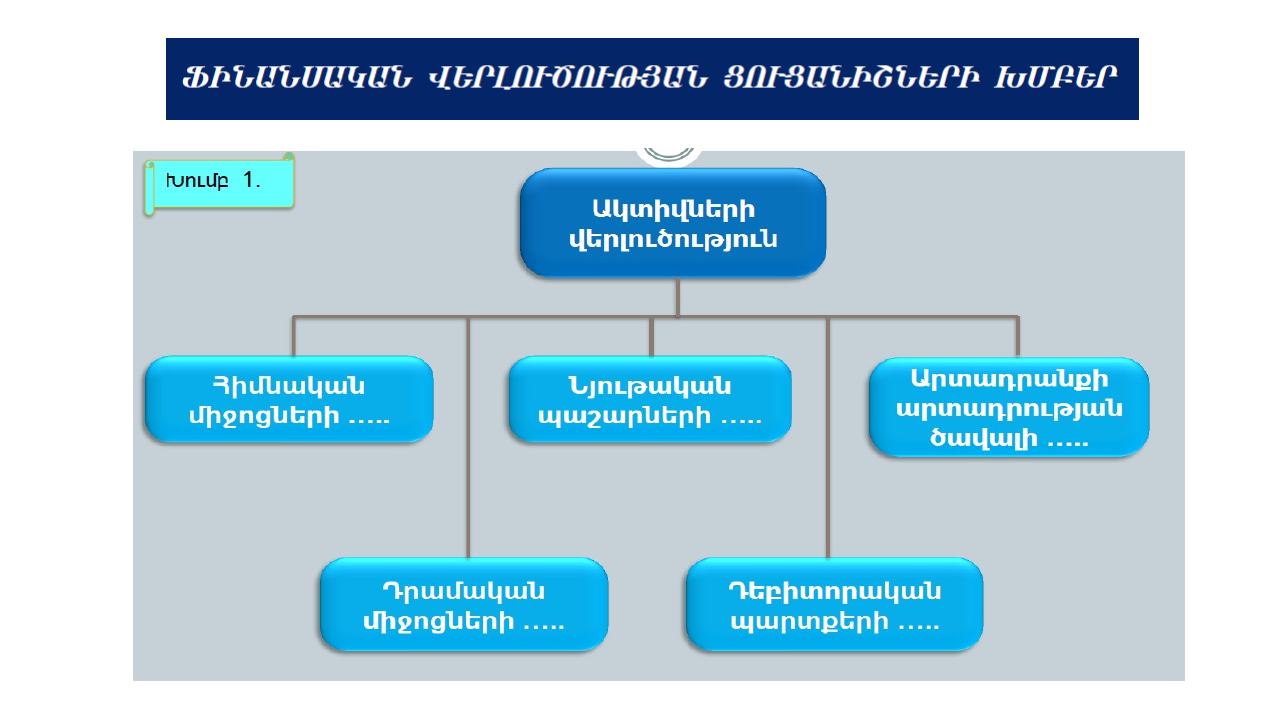 ՖԻՆԱՆՍԱԿԱՆ ՎԵՐԼՈՒԾՈՒԹՅԱՆ ՑՈՒՑԱՆԻՇՆԵՐԻ ԽՄԲԵՐ
Խումբ 1.
Ակտիվների
վերլուծություն
Հիմնական
միջոցների …..
Նյութական
պաշարների …..
Արտադրանքի
արտադրության
ծավալի …..
Դրամական
միջոցների …..
Դեբիտորական
պարտքերի …..